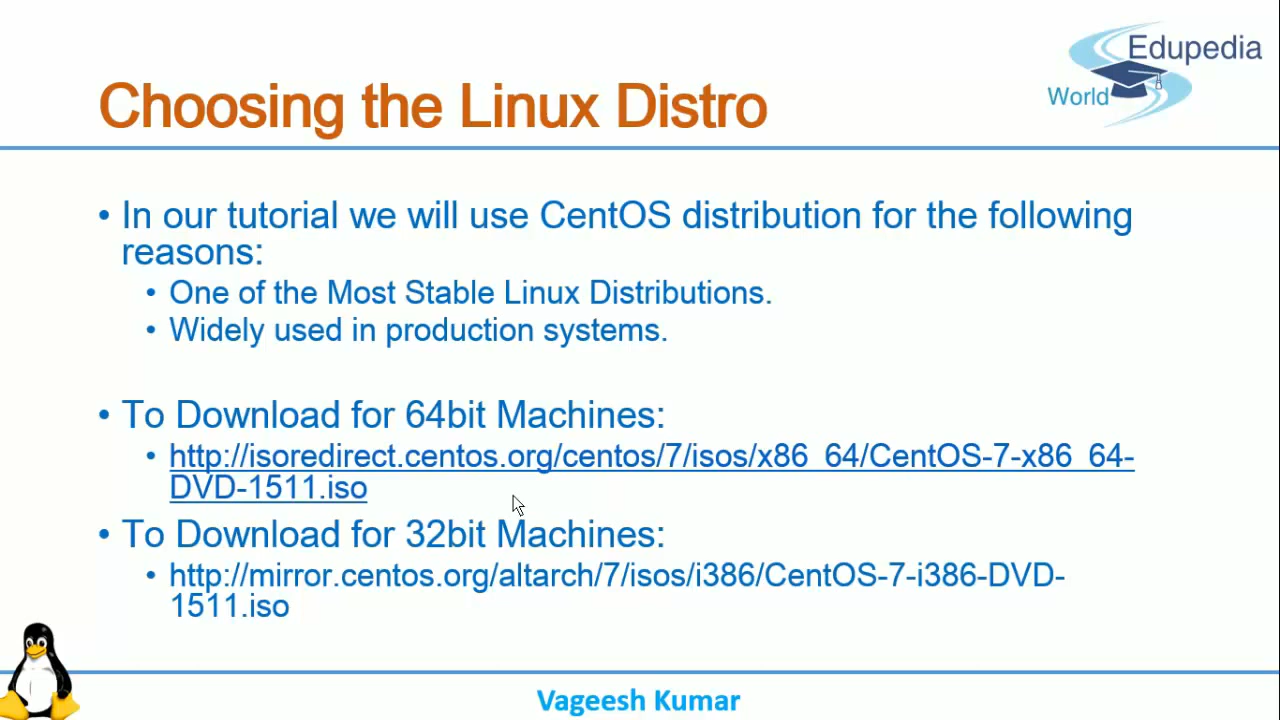 Edupedia
World
Choosing the Linux Distro
• In our tutorial we will use CentOS distribution for the following
reasons:
• One of the Most Stable Linux Distributions.
• Widely used in production systems.
• To Download for 64bit Machines:
• http://isoredirect.centos.org/centos/7/isos/x86_64/CentOS-7-x86_64-
DVD-1511.iso
• To Download for 32bit Machines:
• http://mirror.centos.org/altarch/7/isos/i386/CentOS-7-i386-DVD-
1511.iso
Vageesh Kumar